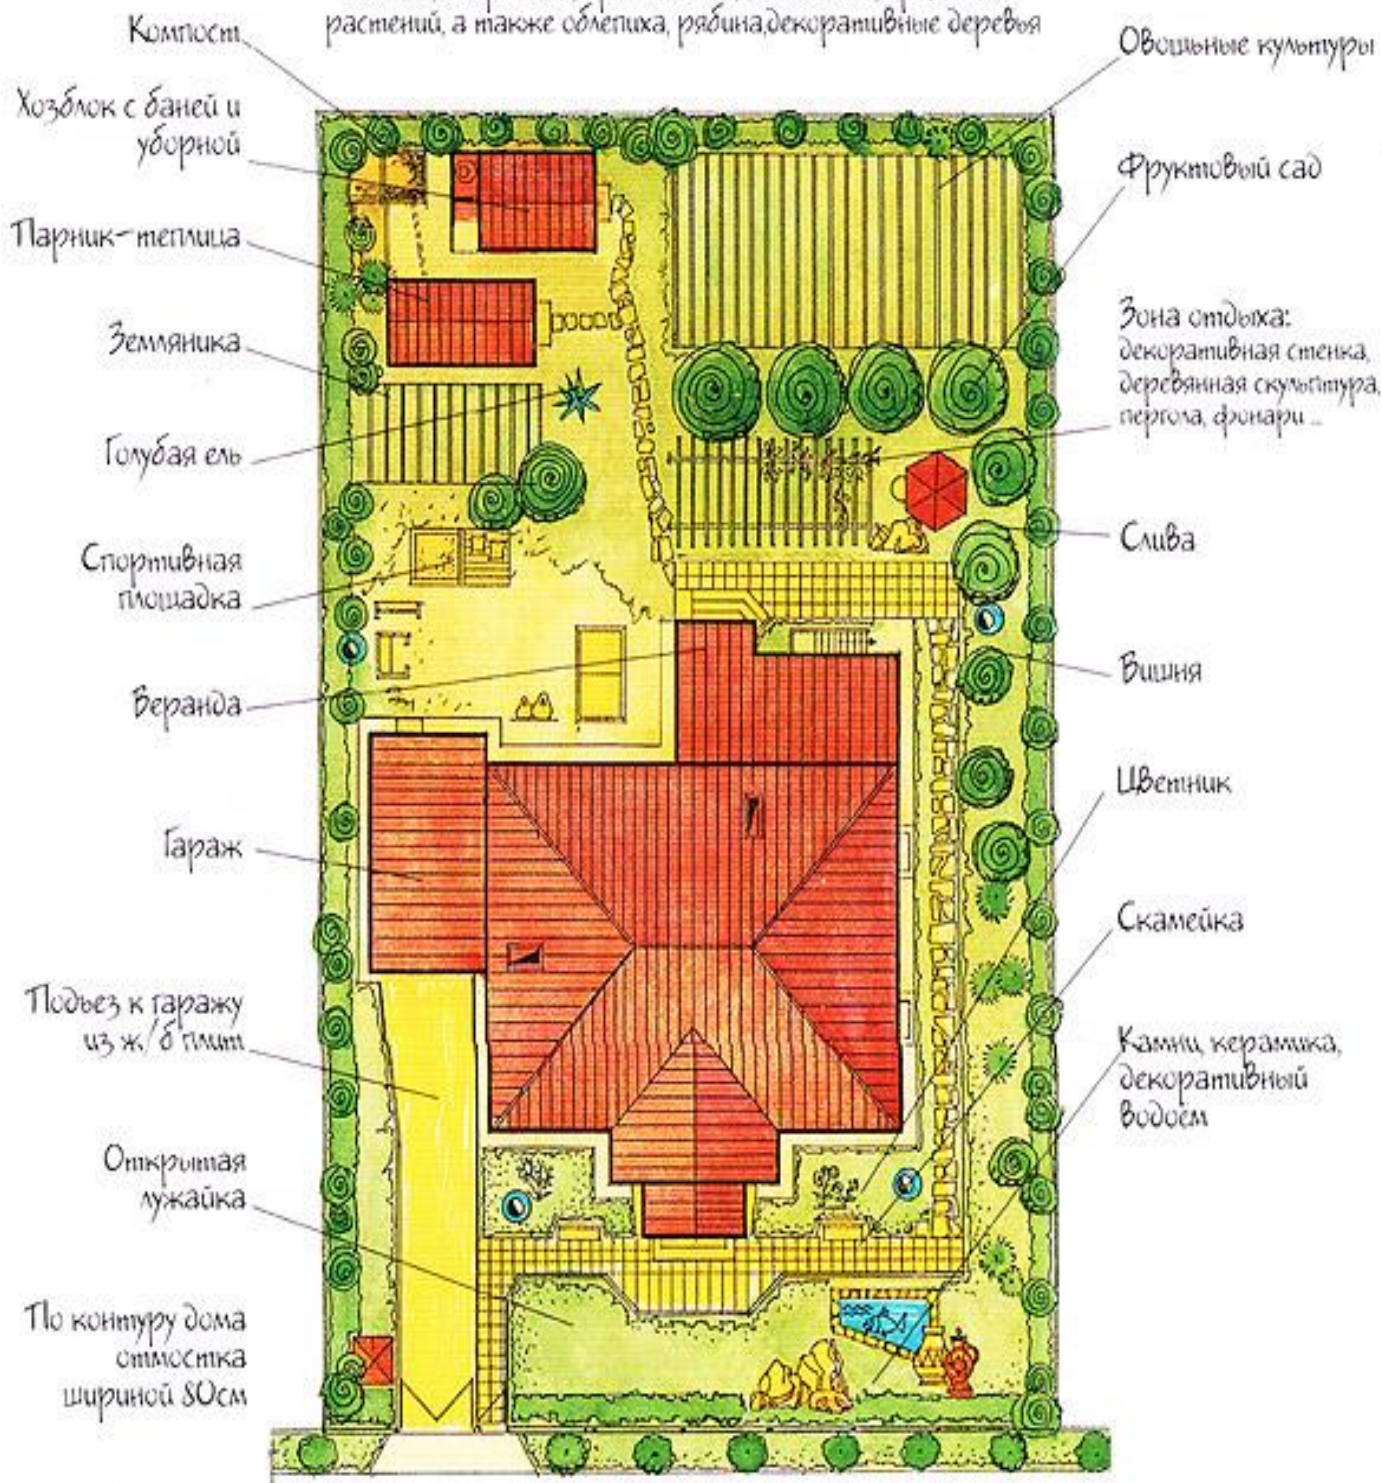 растений, а также облепиха, рябина,декоративные деревья
Компост
Хозблок с баней и
уборной
Парник-теплица
Земляника
Голубая ель
Спортивная
площадка
Веранда
Гараж
Подьез к гаражу
из ж/б плит
Открытая
лужайка
По контуру дома
отмостка
шириной 80см
Овощьные культуры
Фруктовый сад
Зона отдыха:
декоративная стенка,
деревянная скульптура,
пергола, фонари ...
Слива
Вишня
Цветник
Скамейка
Камни, керамика,
декоративный
водоем